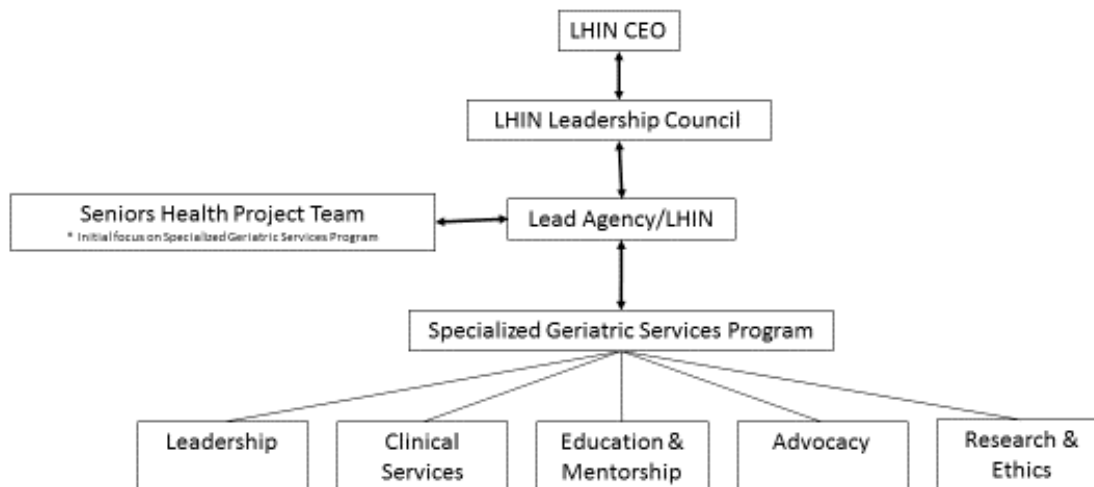 LHIN CEO
LHIN Leadership Council
Seniors Health Project Team
* Initial focus on Specialized Geriatric Services Program
Lead Agency/LHIN
Specialized Geriatric Services Program
Leadership
Clinical
Services
Education &
Mentorship
Advocacy
Research &
Ethics